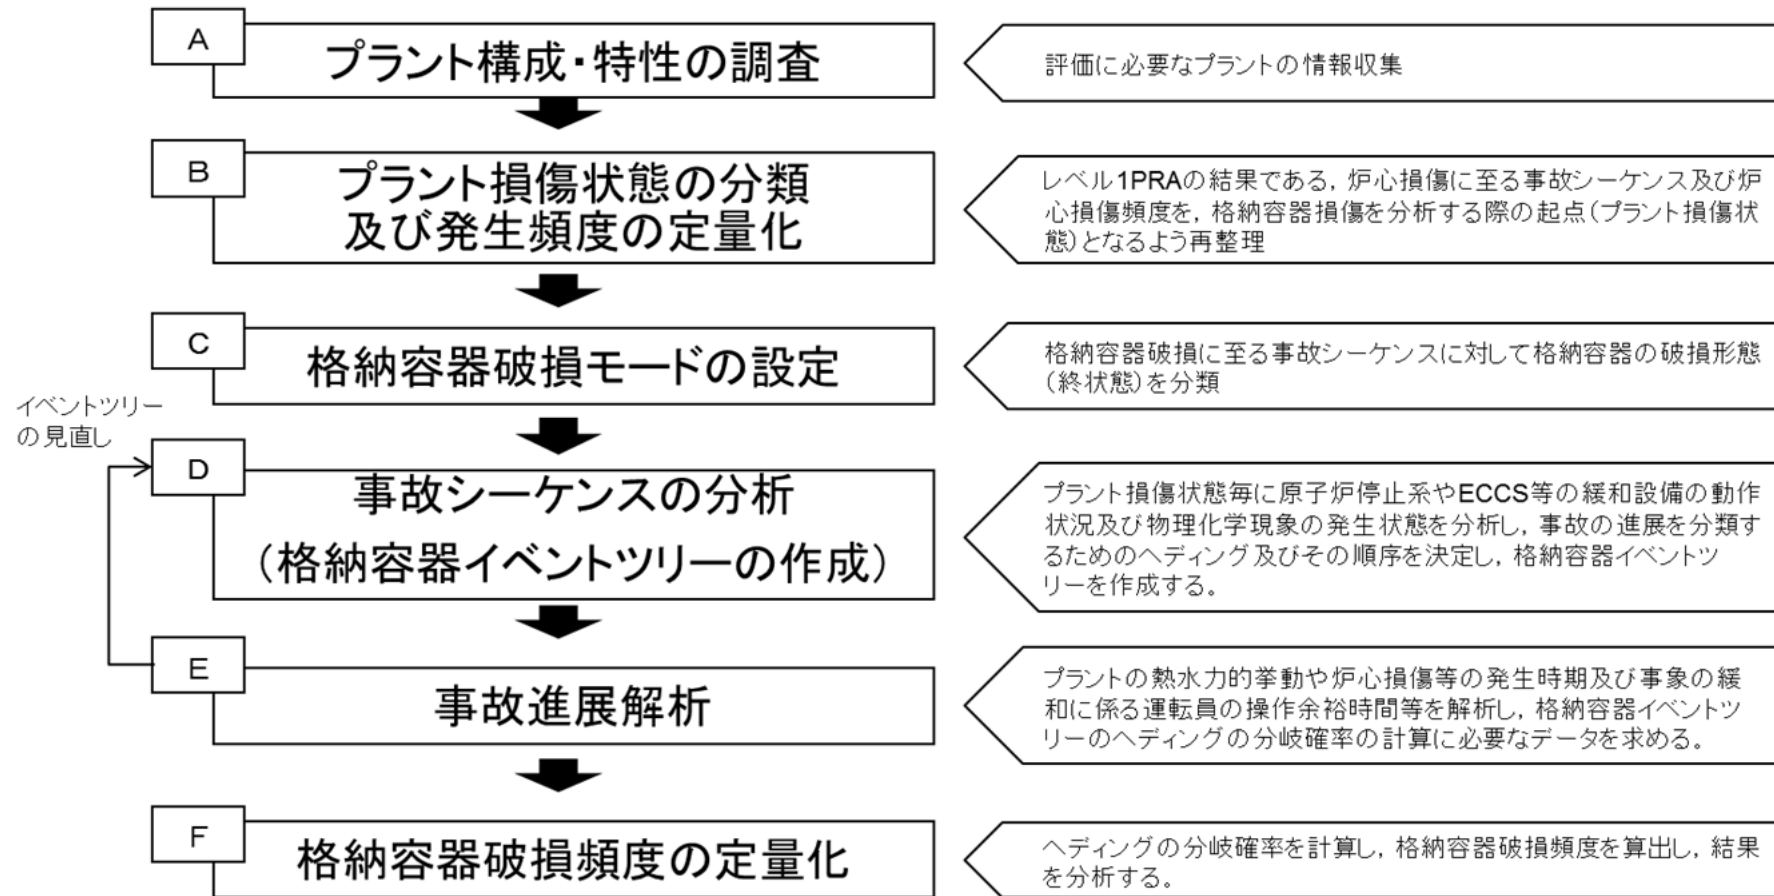 A
プラント構成・特性の調査
評価に必要なプラントの情報収集
B
プラント損傷状態の分類
及び発生頻度の定量化
レベル1PRAの結果である，炉心損傷に至る事故シーケンス及び炉
心損傷頻度を，格納容器損傷を分析する際の起点（プラント損傷状
態）となるよう再整理
C
格納容器破損モードの設定
格納容器破損に至る事故シーケンスに対して格納容器の破損形態
（終状態）を分類
イベントツリー
の見直し
D
事故シーケンスの分析
（格納容器イベントツリーの作成）
プラント損傷状態毎に原子炉停止系やECCS等の緩和設備の動作
状況及び物理化学現象の発生状態を分析し，事故の進展を分類す
るためのヘディング及びその順序を決定し，格納容器イベントツ
リーを作成する。
E
事故進展解析
プラントの熱水力的挙動や炉心損傷等の発生時期及び事象の緩
和に係る運転員の操作余裕時間等を解析し，格納容器イベントツ
リーのヘディングの分岐確率の計算に必要なデータを求める。
F
格納容器破損頻度の定量化
ヘディングの分岐確率を計算し，格納容器破損頻度を算出し，結果
を分析する。